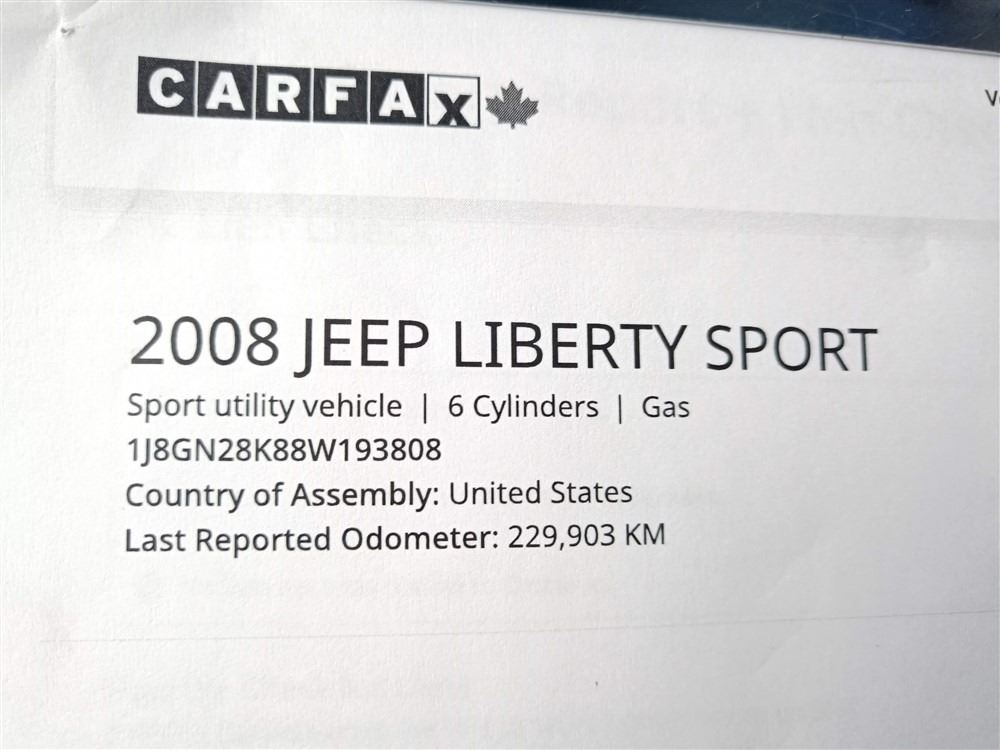 CARFAX
2008 JEEP LIBERTY SPORT
Sport utility vehicle | 6 Cylinders | Gas
1J8GN28K88W193808
Country of Assembly: United States
Last Reported Odometer: 229,903 KM